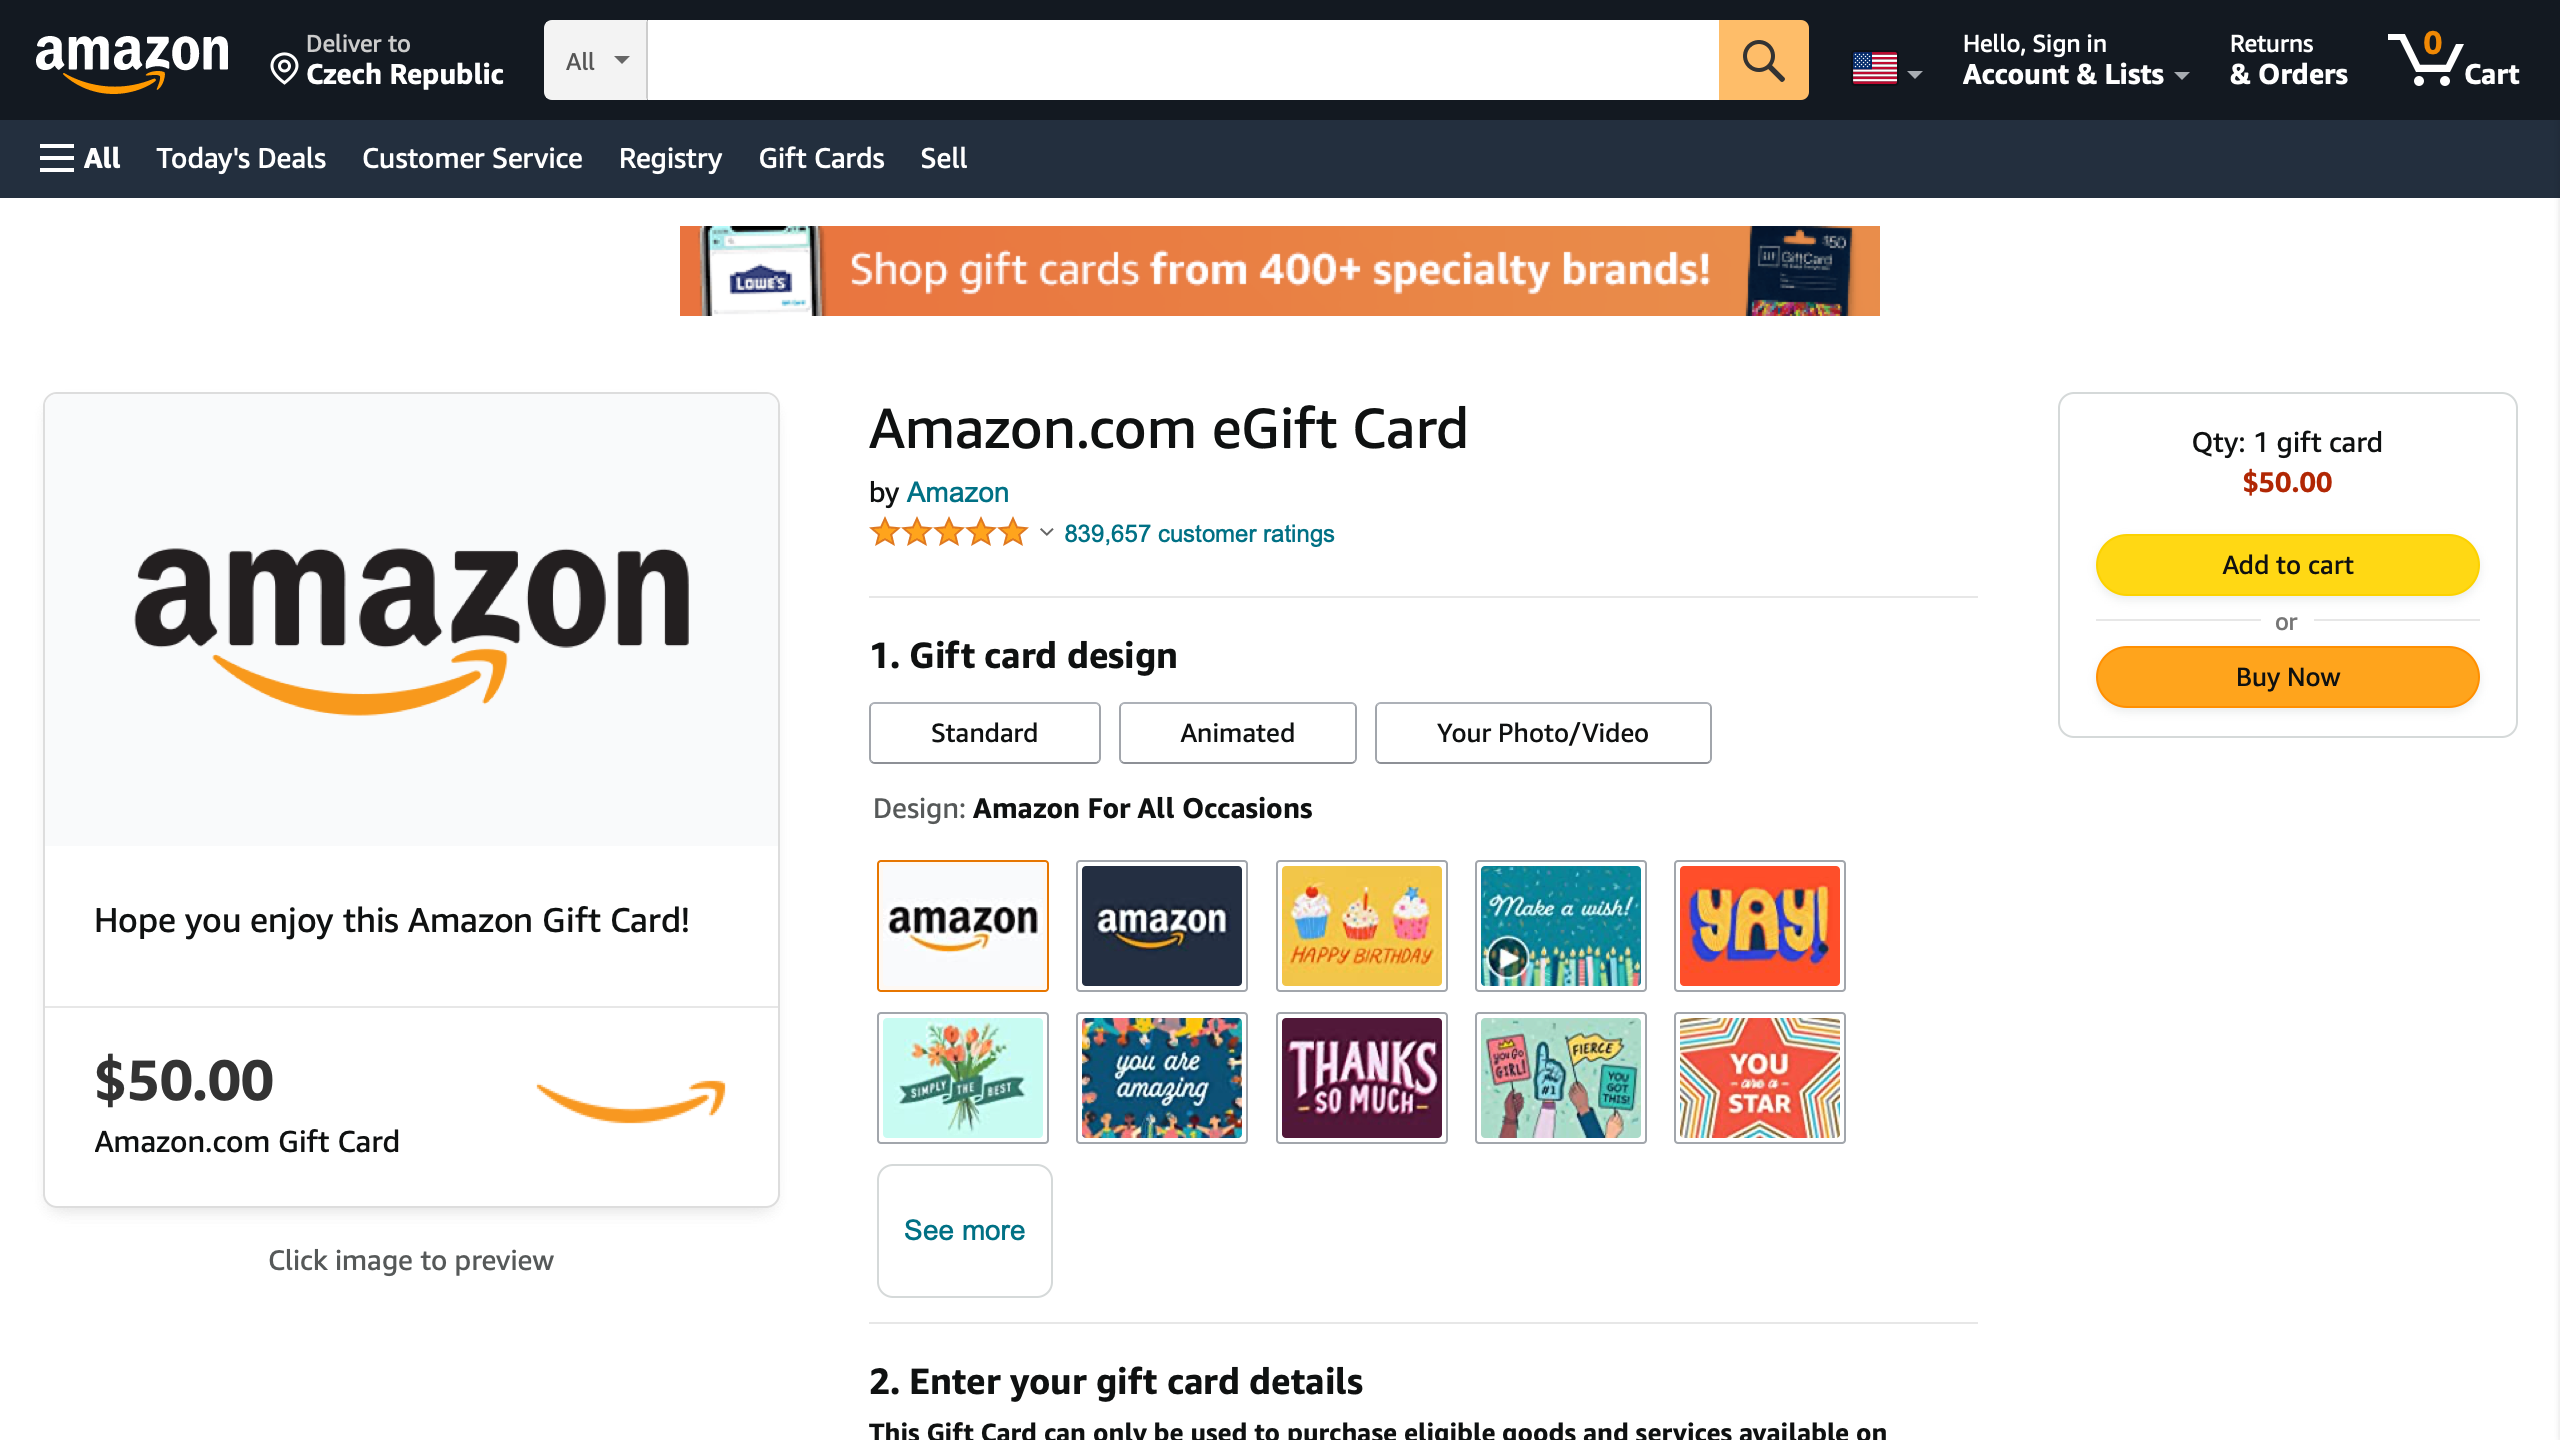 amazon
Deliver to
Czech Republic
All
Hello, Sign in
Account & Lists
Returns
& Orders
0
Cart
All
Today's Deals
Customer Service
Registry
Gift Cards
Sell
LOWE'S
Shop gift cards from 400+ specialty brands!
$50
GiftCard
amazon
Hope you enjoy this Amazon Gift Card!
$50.00
Amazon.com Gift Card
Click image to preview
Amazon.com eGift Card
by Amazon
839,657 customer ratings
1. Gift card design
Standard
Animated
Your Photo/Video
Design: Amazon For All Occasions
amazon
amazon
HAPPY BIRTHDAY
Make a wish!
YAY!
SIMPLY THE BEST
you are
amazing
THANKS
SO MUCH
YOU GO
GIRL!
#1
FIERCE
YOU
GOT
THIS!
YOU
are a
STAR
See more
2. Enter your gift card details
This Gift Card can only be used to purchase eligible goods and services available on
Qty: 1 gift card
$50.00
Add to cart
or
Buy Now